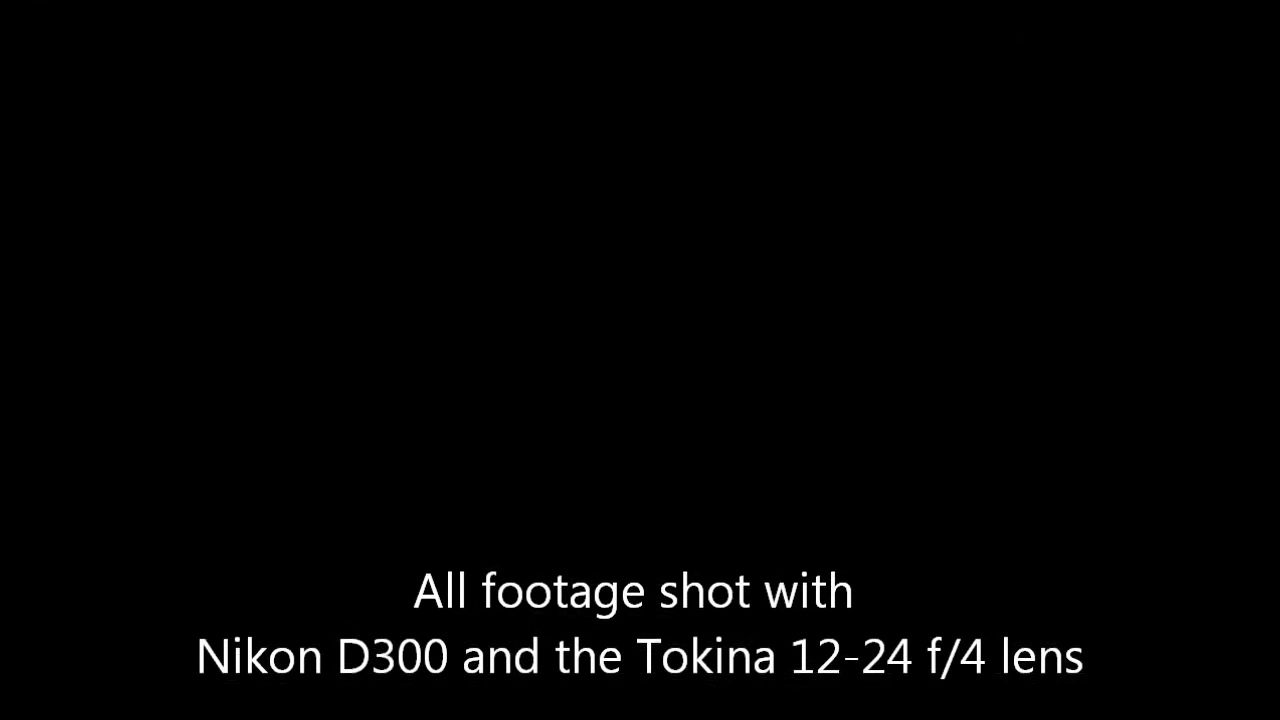 All footage shot with
Nikon D300 and the Tokina 12-24 f/4 lens